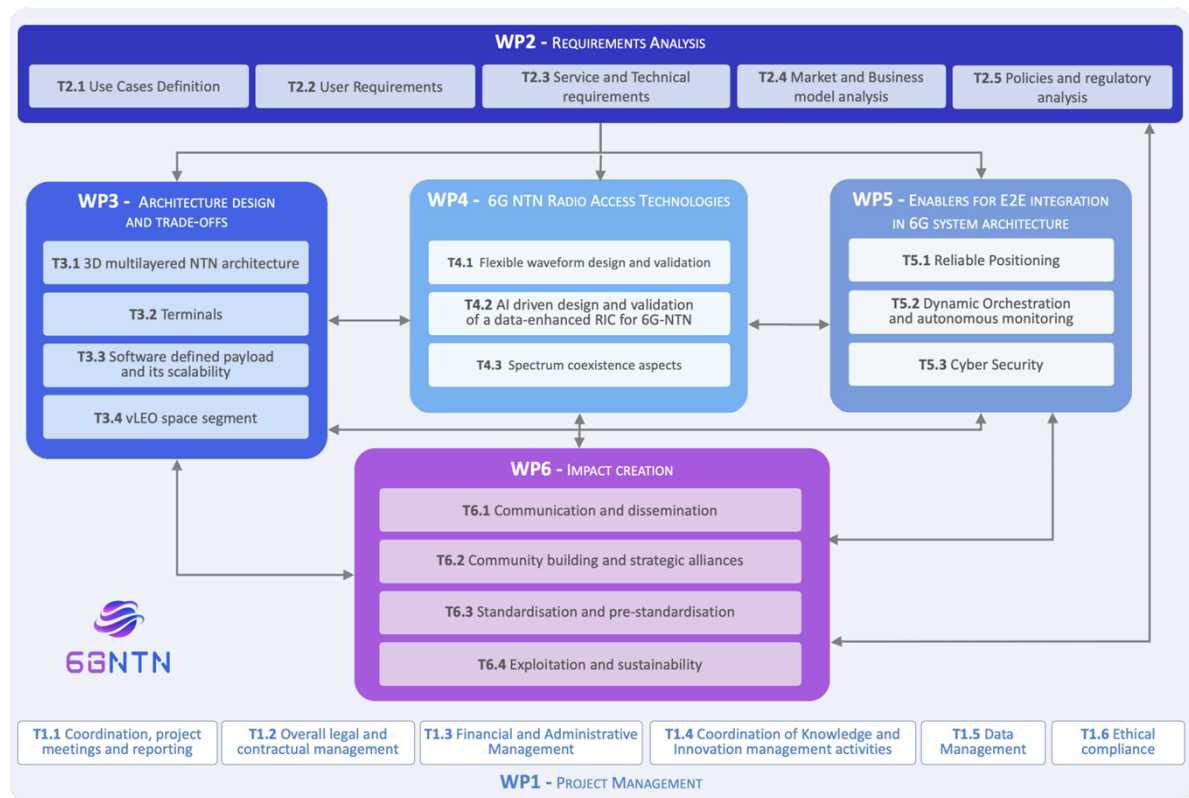 WP2 - Requirements Analysis
T2.1 Use Cases Definition
T2.2 User Requirements
T2.3 Service and Technical
requirements
T2.4 Market and Business
model analysis
T2.5 Policies and regulatory
analysis
WP3 - Architecture design
and trade-offs
T3.1 3D multilayered NTN architecture
T3.2 Terminals
T3.3 Software defined payload
and its scalability
T3.4 vLEO space segment
WP4 - 6G NTN Radio Access Technologies
T4.1 Flexible waveform design and validation
T4.2 AI driven design and validation
of a data-enhanced RIC for 6G-NTN
T4.3 Spectrum coexistence aspects
WP5 - Enablers for E2E integration
in 6G system architecture
T5.1 Reliable Positioning
T5.2 Dynamic Orchestration
and autonomous monitoring
T5.3 Cyber Security
WP6 - Impact creation
T6.1 Communication and dissemination
T6.2 Community building and strategic alliances
T6.3 Standardisation and pre-standardisation
T6.4 Exploitation and sustainability
6GNTN
T1.1 Coordination, project
meetings and reporting
T1.2 Overall legal and
contractual management
T1.3 Financial and Administrative
Management
T1.4 Coordination of Knowledge and
Innovation management activities
T1.5 Data
Management
T1.6 Ethical
compliance
WP1 - Project Management